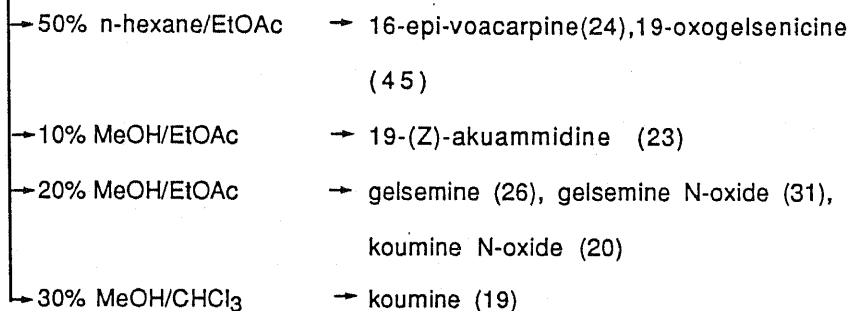 50% n-hexane/EtOAc → 16-epi-voacarpine(24),19-oxogelsenicine
(45)
10% MeOH/EtOAc → 19-(Z)-akuammidine (23)
20% MeOH/EtOAc → gelsemine (26), gelsemine N-oxide (31),
koumine N-oxide (20)
30% MeOH/CHCl3 → koumine (19)